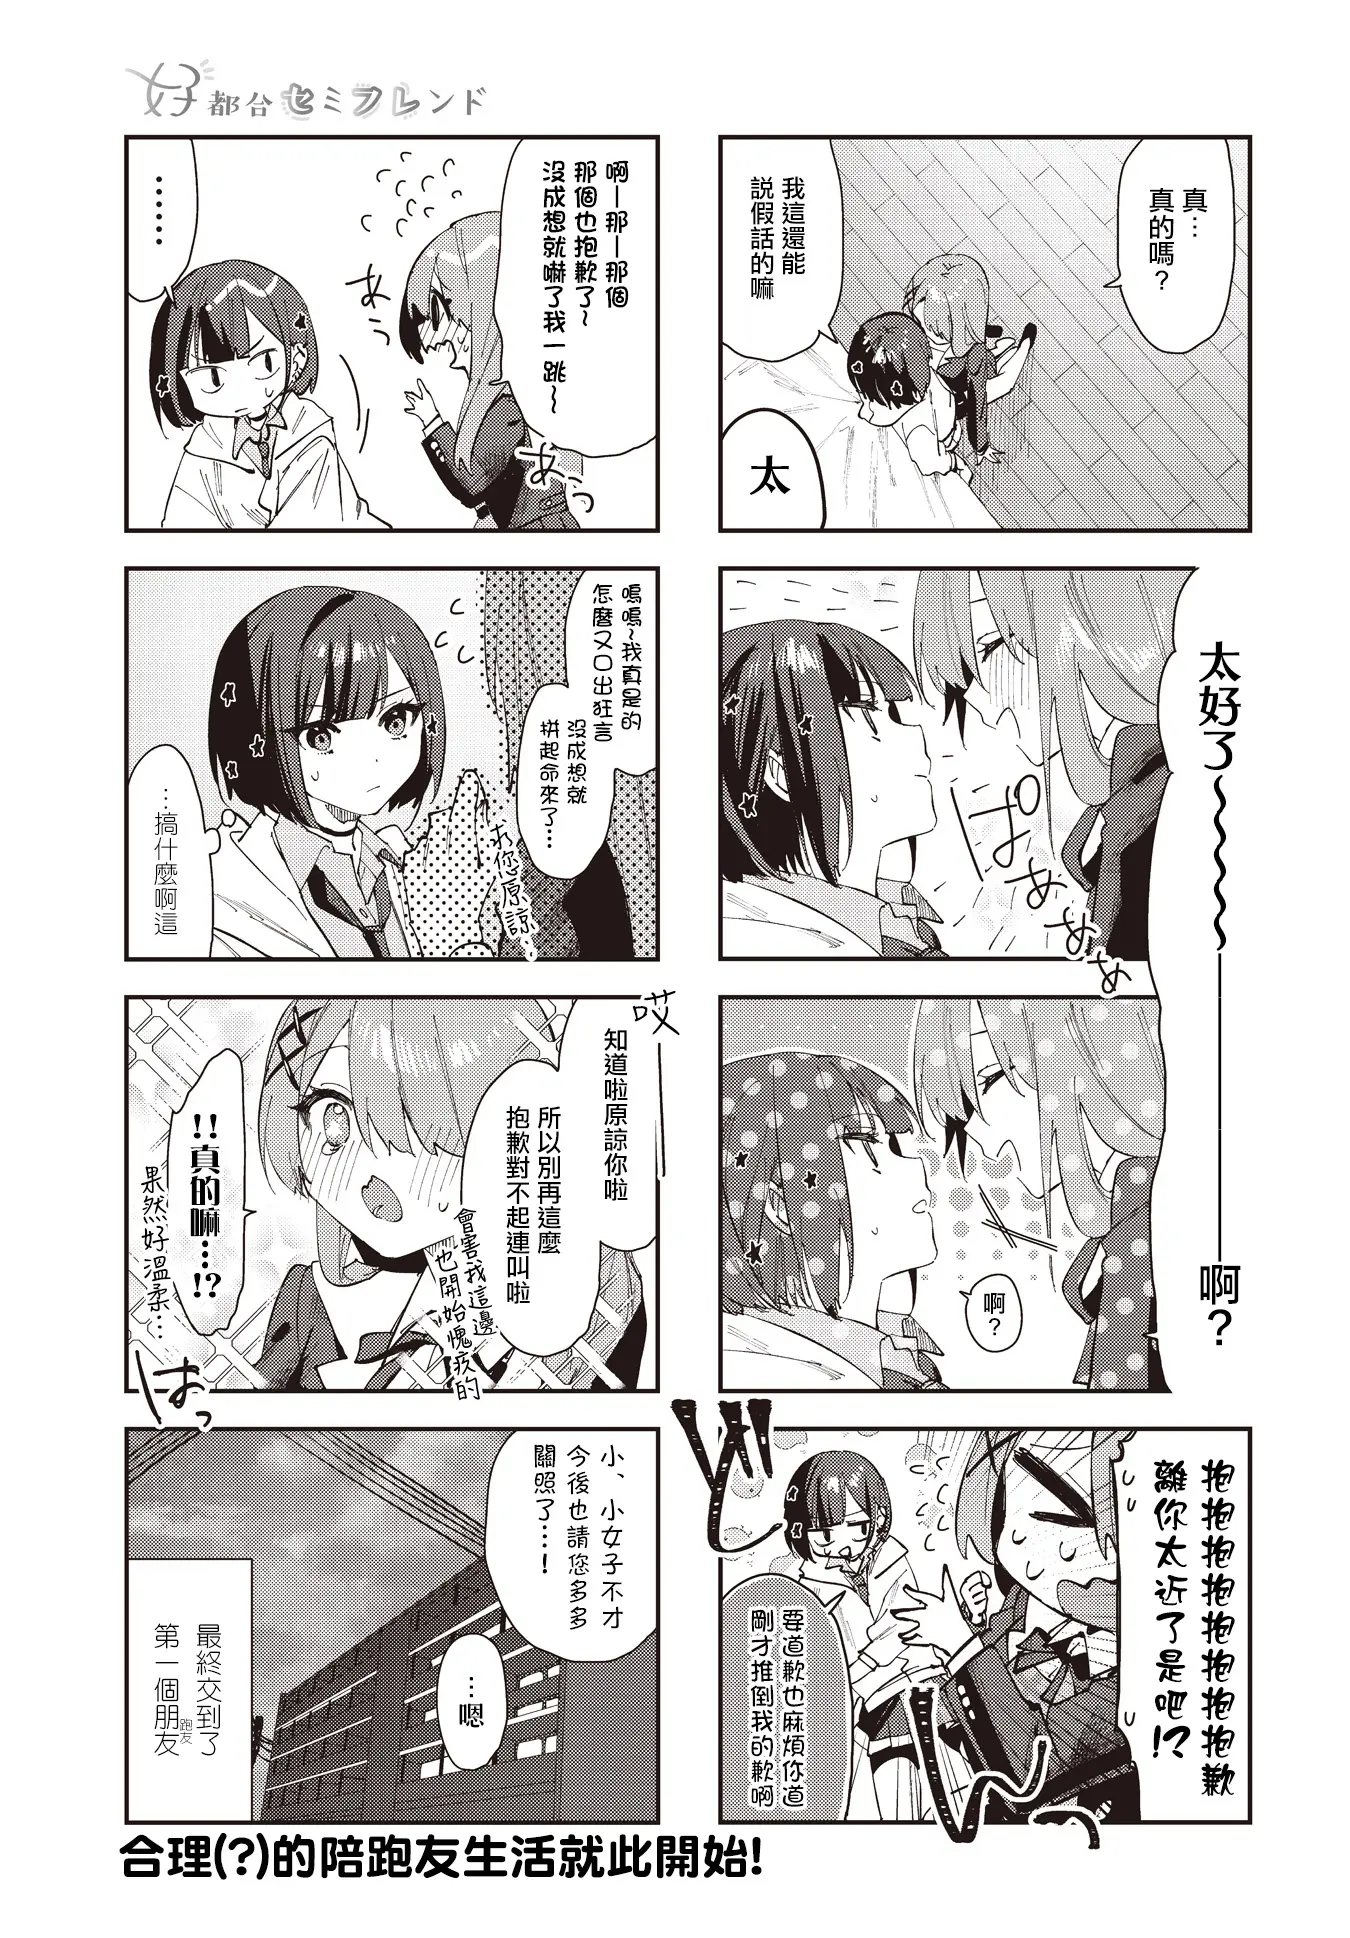 好都合セミフレンド
真…
真的嗎？
我這還能
說假話的嘛
太
太好了～～～～——————啊？
ぱぁぁぁぁ
啊？
抱抱抱抱抱抱抱抱歉
離你太近了是吧!?
要道歉也麻煩你道
剛才推倒我的歉啊
啊—那—那個
那個也抱歉了~
沒成想就嚇了我一跳~
あぅ
あっ
……
嗚嗚~我真是的
怎麼又口出狂言
沒成想就
拼起命來了…
求您原諒…
…搞什麼啊這
哎——
知道啦原諒你啦
所以別再這麼
抱歉對不起連叫啦
會害我這邊
也開始愧疚的
!!真的嘛…!?
果然好溫柔…
はっ
小、小女子不才
今後也請您多多
關照了…！
…嗯
最終交到了
第一個朋友
跑友
合理(?)的陪跑友生活就此開始!